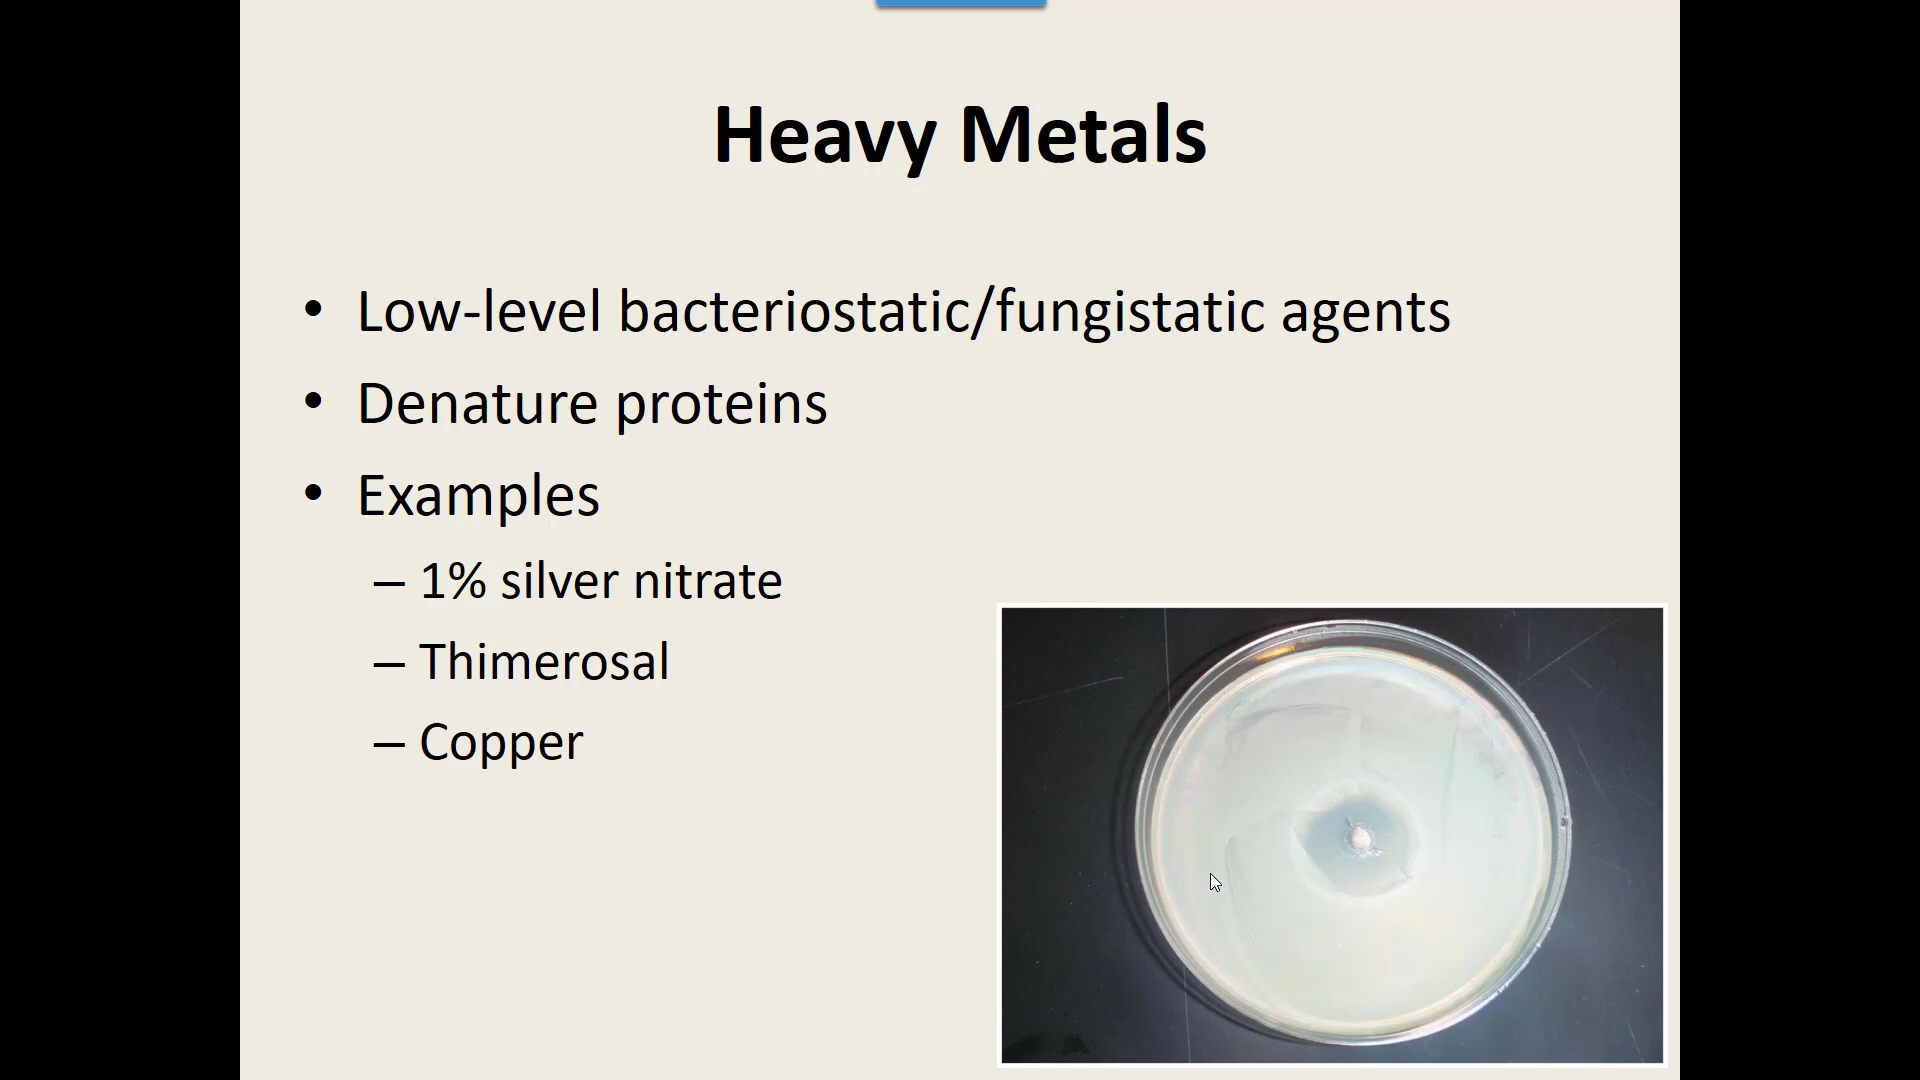 Heavy Metals
• Low-level bacteriostatic/fungistatic agents
• Denature proteins
• Examples
– 1% silver nitrate
– Thimerosal
– Copper